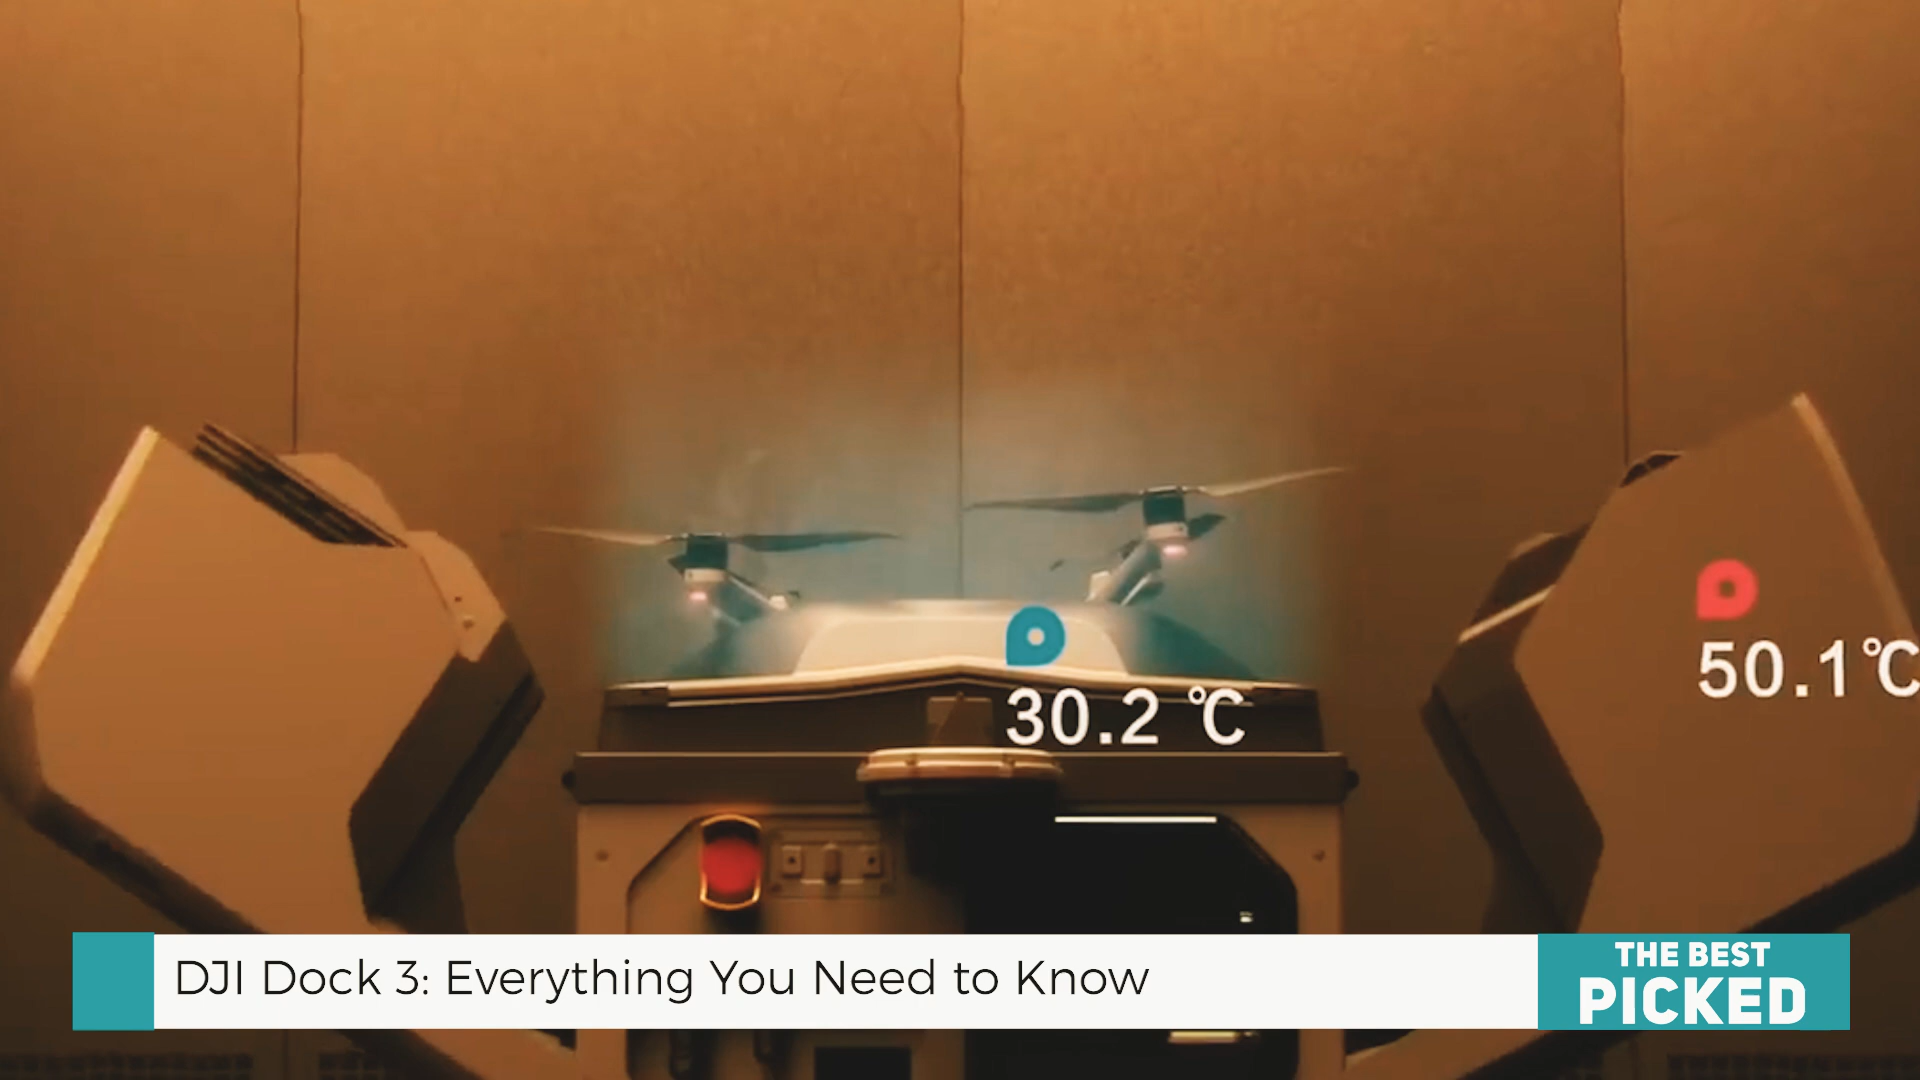 30.2 ℃
50.1℃
DJI Dock 3: Everything You Need to Know
THE BEST
PICKED